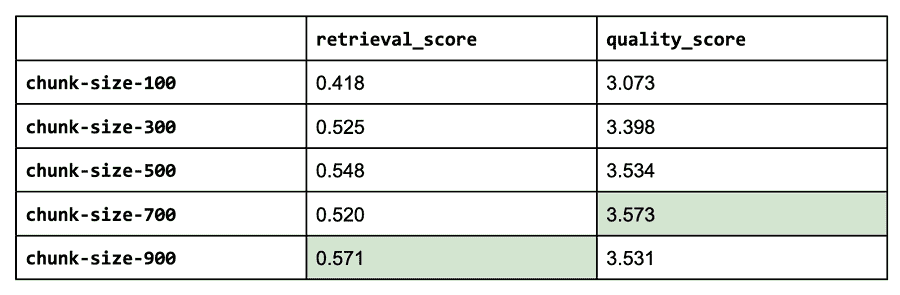 retrieval_score quality_score
chunk-size-100 0.418 3.073
chunk-size-300 0.525 3.398
chunk-size-500 0.548 3.534
chunk-size-700 0.520 3.573
chunk-size-900 0.571 3.531